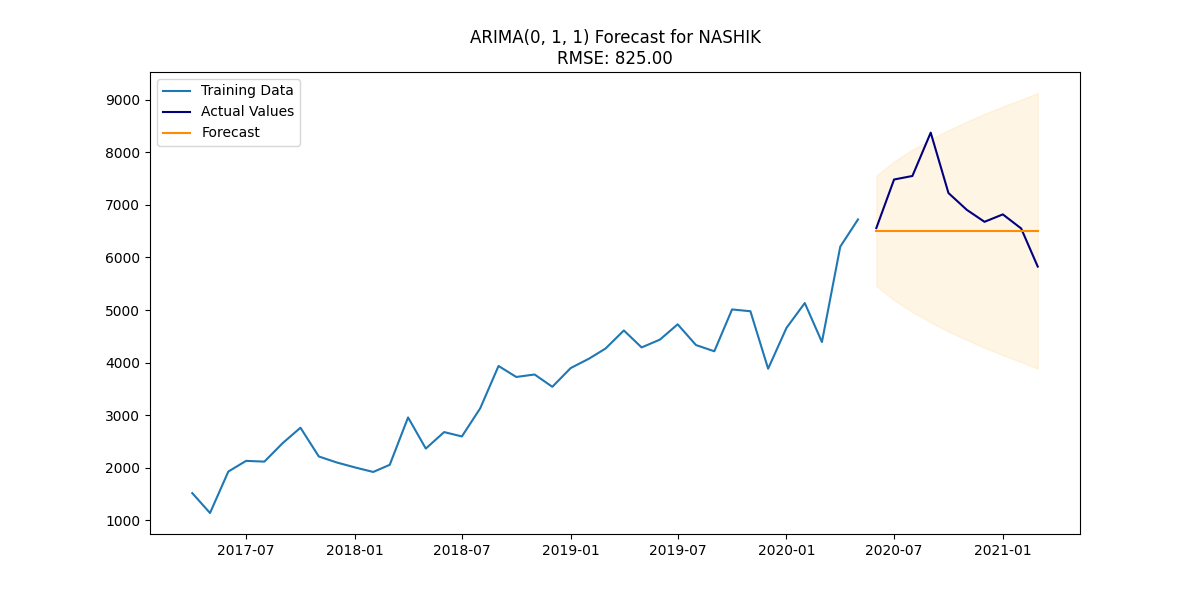 ARIMA(0, 1, 1) Forecast for NASHIK
RMSE: 825.00
Training Data
Actual Values
Forecast
9000
8000
7000
6000
5000
4000
3000
2000
1000
2017-07 2018-01 2018-07 2019-01 2019-07 2020-01 2020-07 2021-01